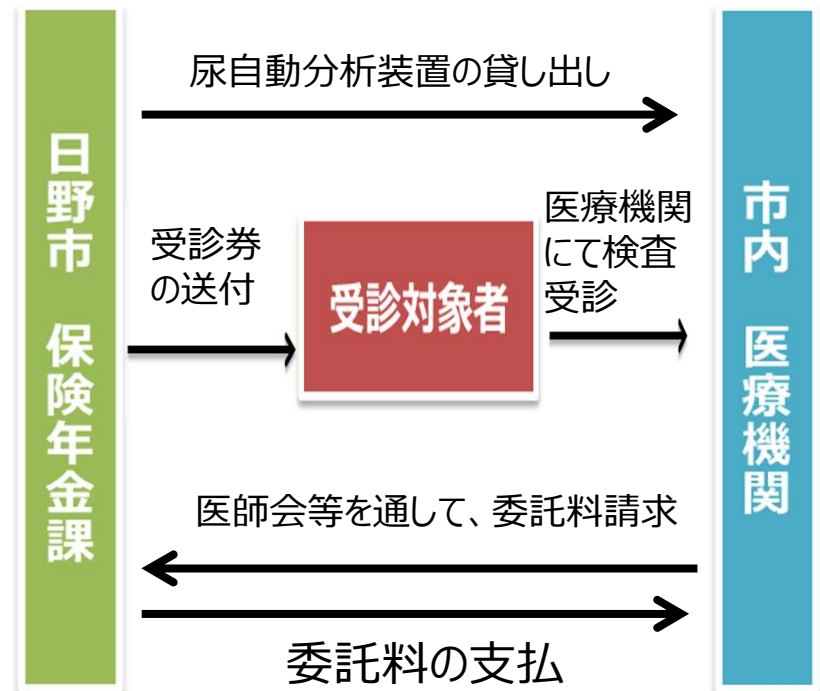 尿自動分析装置の貸し出し
日野市 保険年金課
受診券
の送付
受診対象者
医療機関
にて検査
受診
市内 医療機関
医師会等を通して、委託料請求
委託料の支払